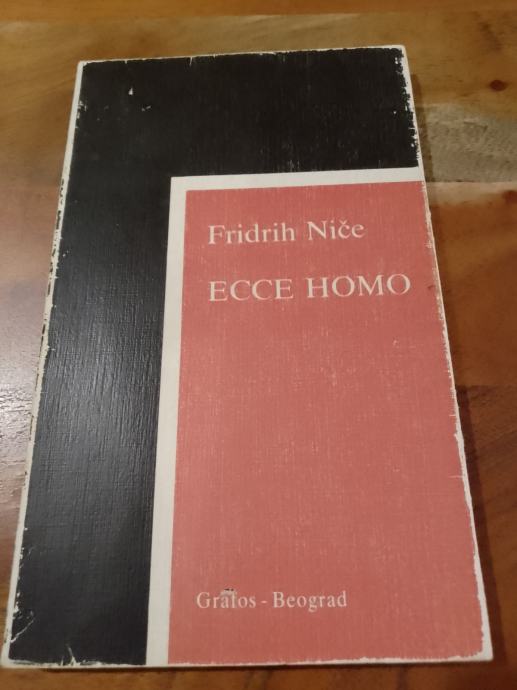 Fridrih Niče
ECCE HOMO
Grafos - Beograd